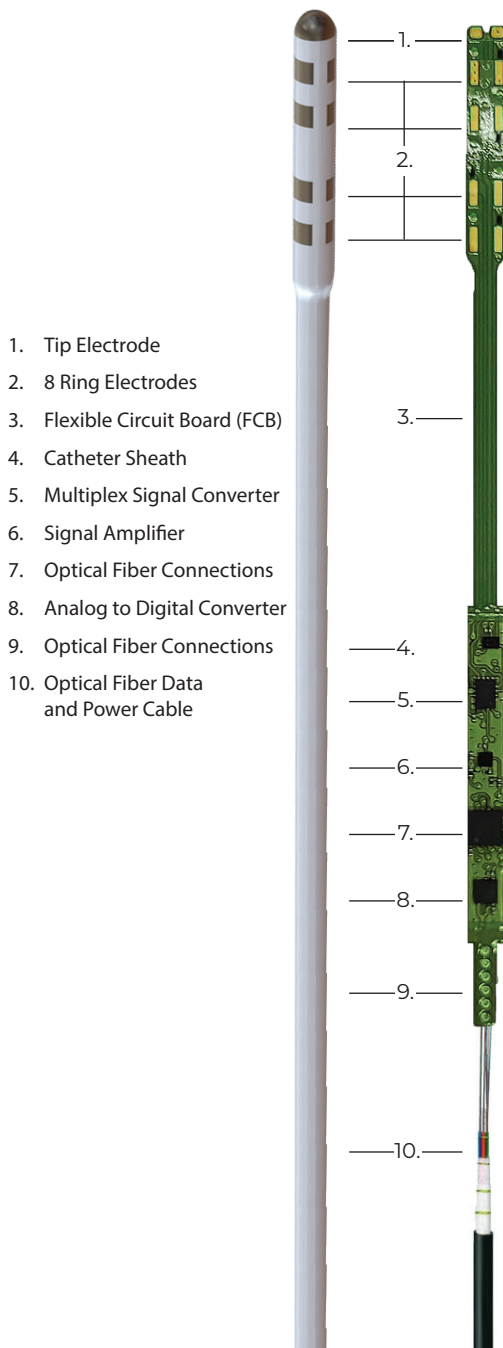 1.
2.
1. Tip Electrode
2. 8 Ring Electrodes
3. Flexible Circuit Board (FCB)
3.
4. Catheter Sheath
5. Multiplex Signal Converter
6. Signal Amplifier
7. Optical Fiber Connections
8. Analog to Digital Converter
9. Optical Fiber Connections
10. Optical Fiber Data
and Power Cable
4.
5.
6.
7.
8.
9.
10.